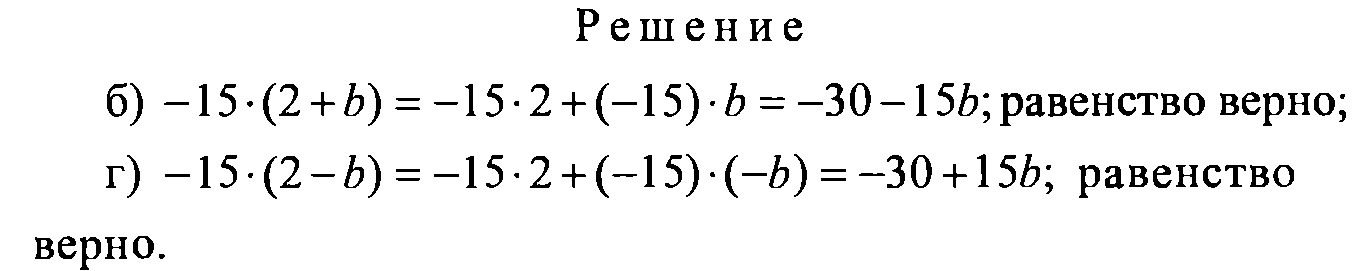 Решение
б) −15·(2+b) = −15·2+(−15)·b = −30−15b; равенство верно;
г) −15·(2−b) = −15·2+(−15)·(−b) = −30+15b; равенство
верно.